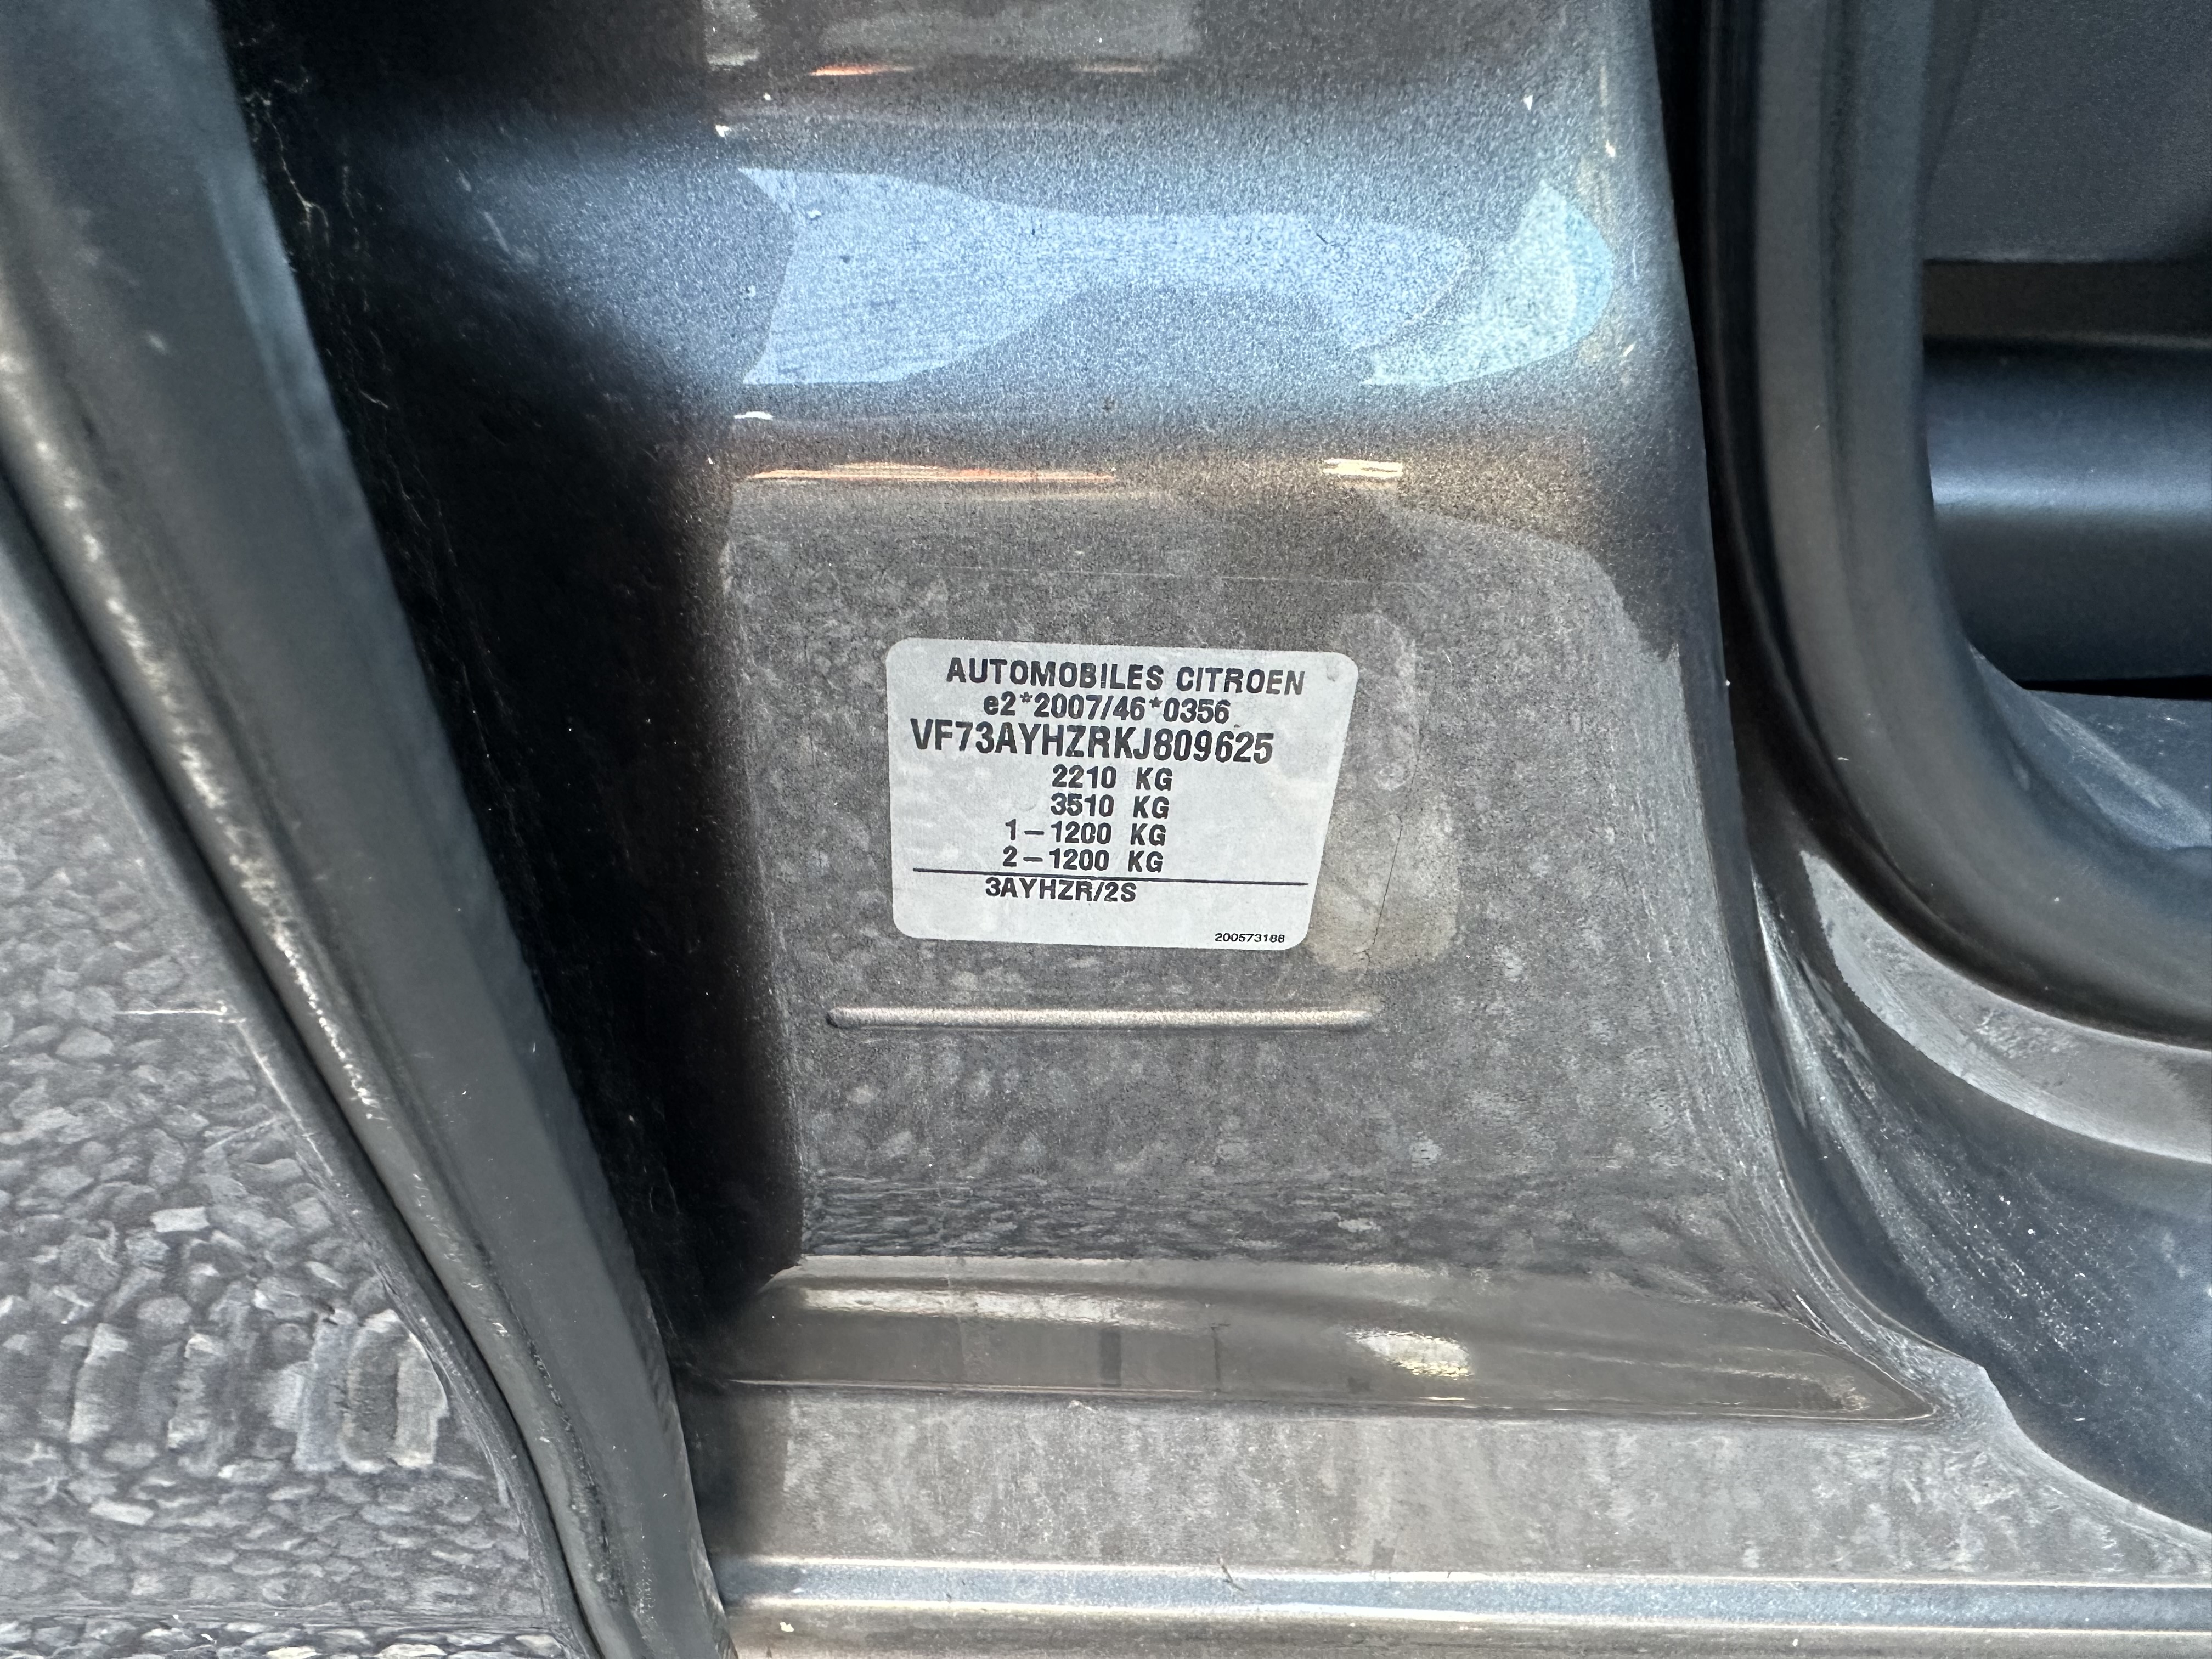 AUTOMOBILES CITROEN
e2*2007/46*0356
VF73AYHZRKJ809625
2210 KG
3510 KG
1-1200 KG
2-1200 KG
3AYHZR/2S
200573188